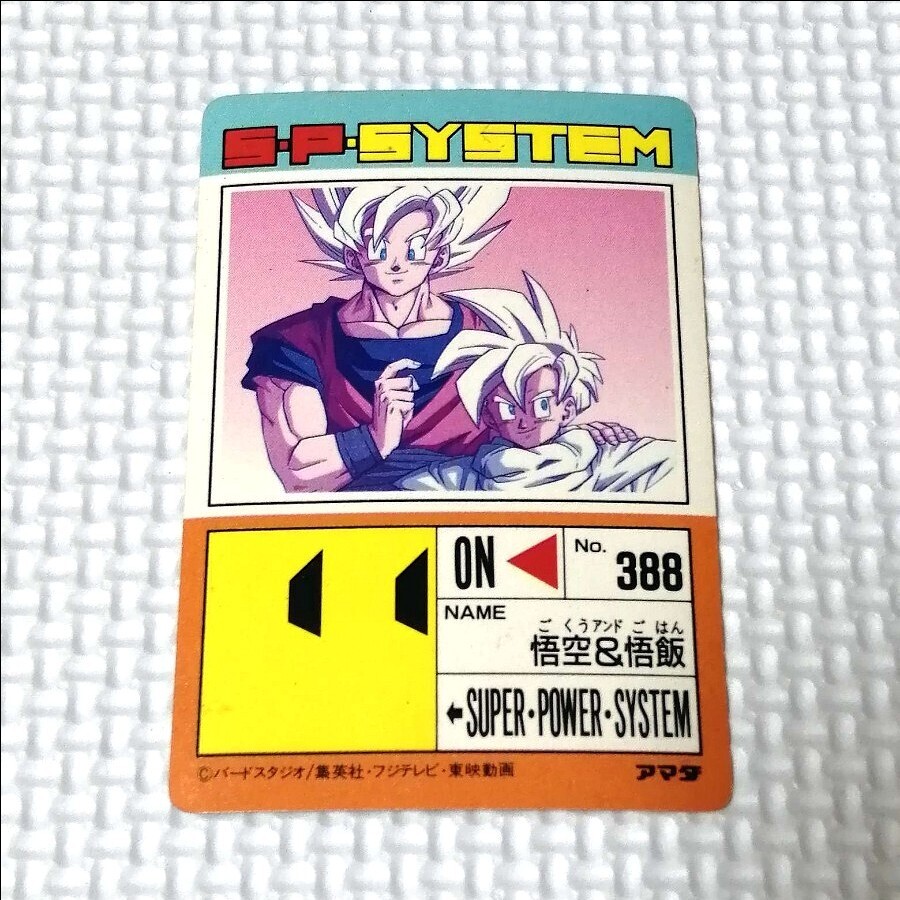 S·P·SYSTEM
ON
No. 388
NAME
ごくうアンドごはん
悟空&悟飯
←SUPER・POWER・SYSTEM
©バードスタジオ/集英社・フジテレビ・東映動画
アマダ